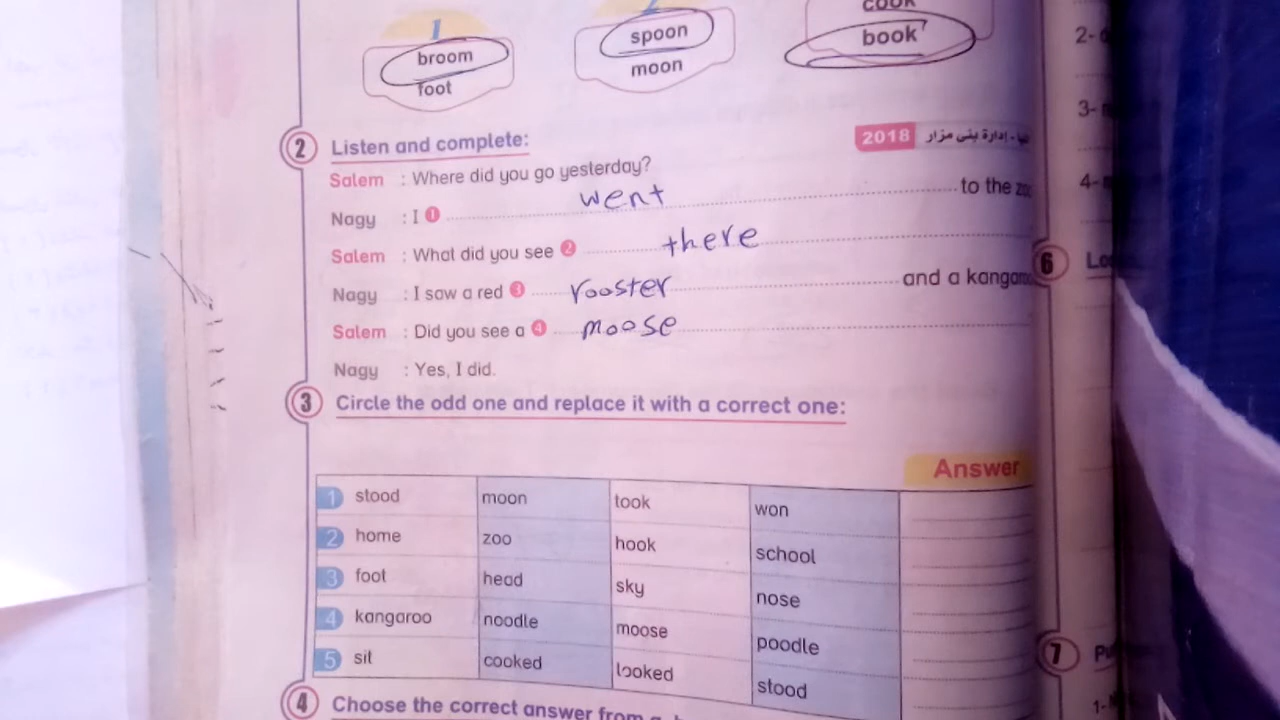 1
broom
foot
spoon
moon
cook
book
2 Listen and complete:
2018 إدارة بنى مزار
Salem : Where did you go yesterday?
Nagy : I 1 went to the
Salem : What did you see 2 there
Nagy : I saw a red 3 rooster and a
Salem : Did you see a 4 moose
Nagy : Yes, I did.
3 Circle the odd one and replace it with a correct one:
Answer
1 stood moon took won
2 home zoo hook school
3 foot head sky nose
4 kangaroo noodle moose poodle
5 sit cooked looked stood
4 Choose the correct answer from
2-
3-
4-
6
7
1-